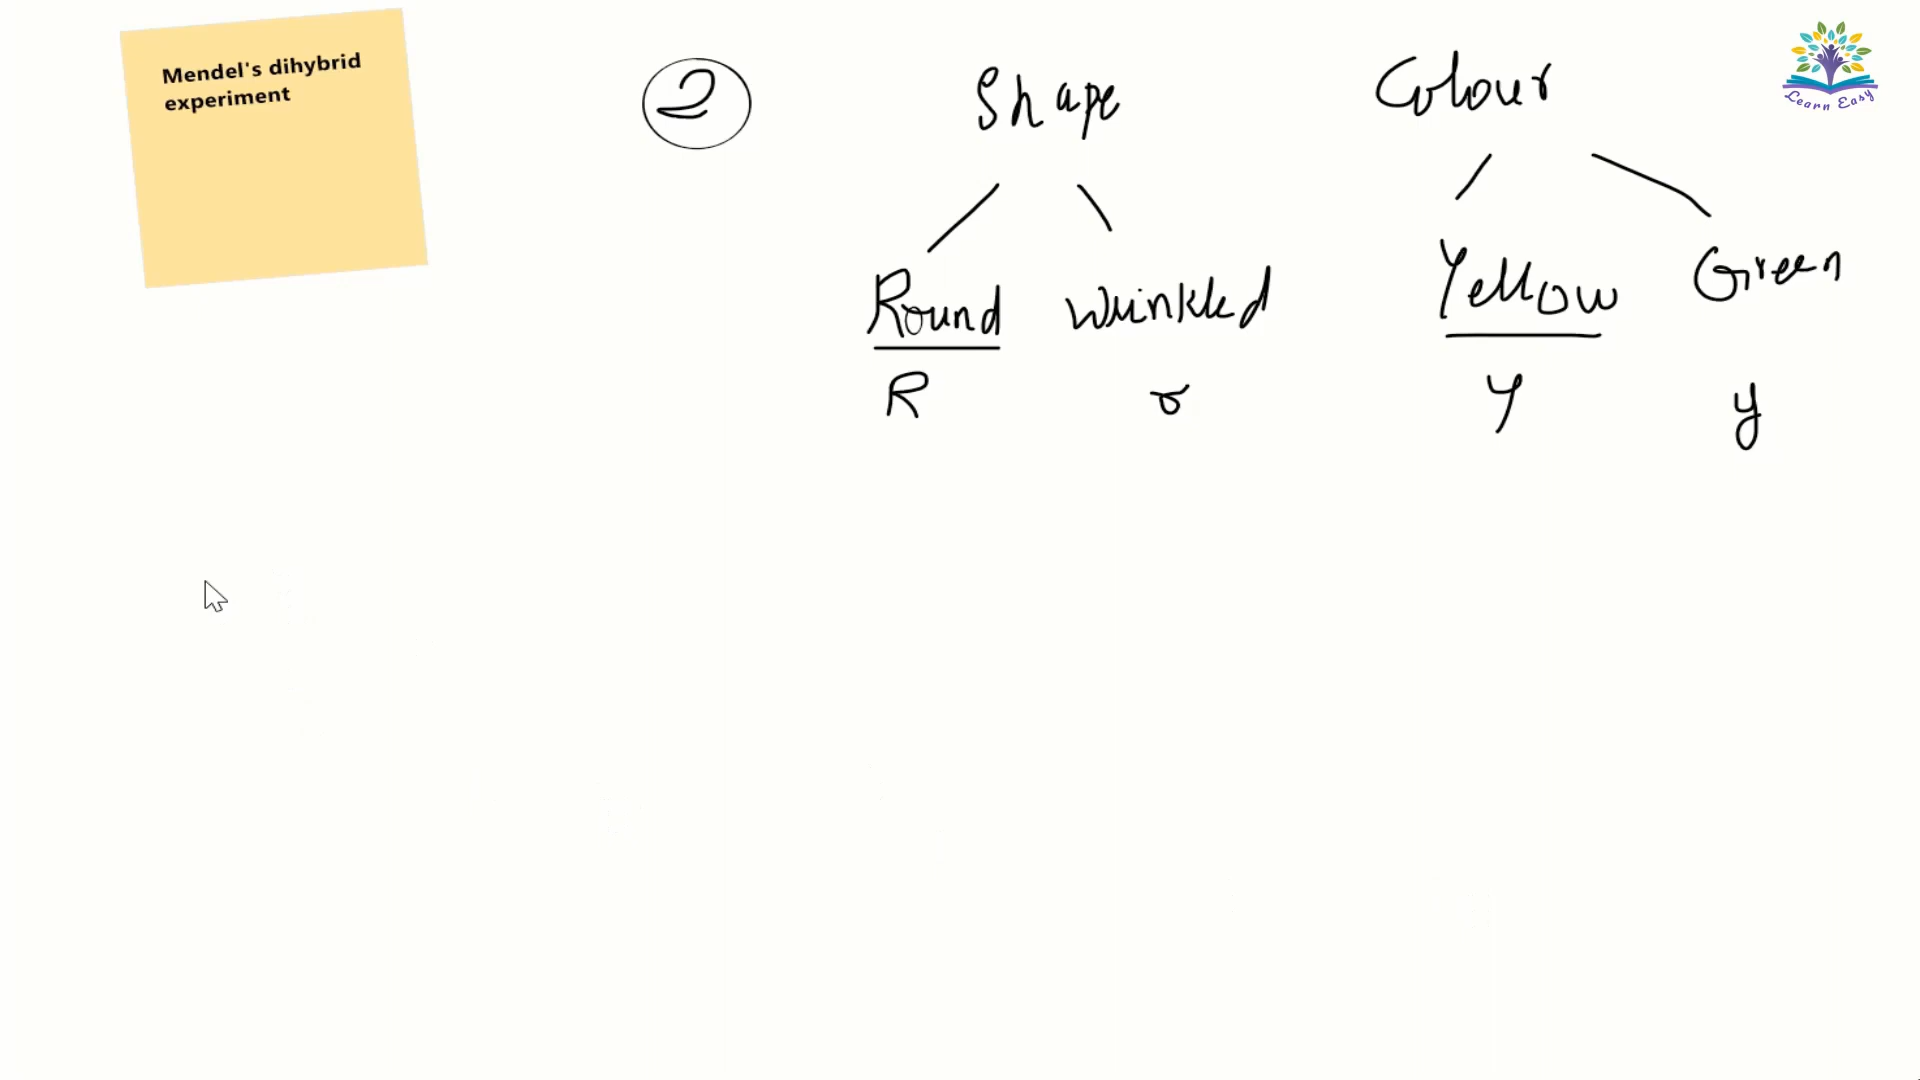 Mendel's dihybrid
experiment
2
Shape
Colour
Round
Wrinkled
Yellow
Green
R
r
Y
y
Learn Easy